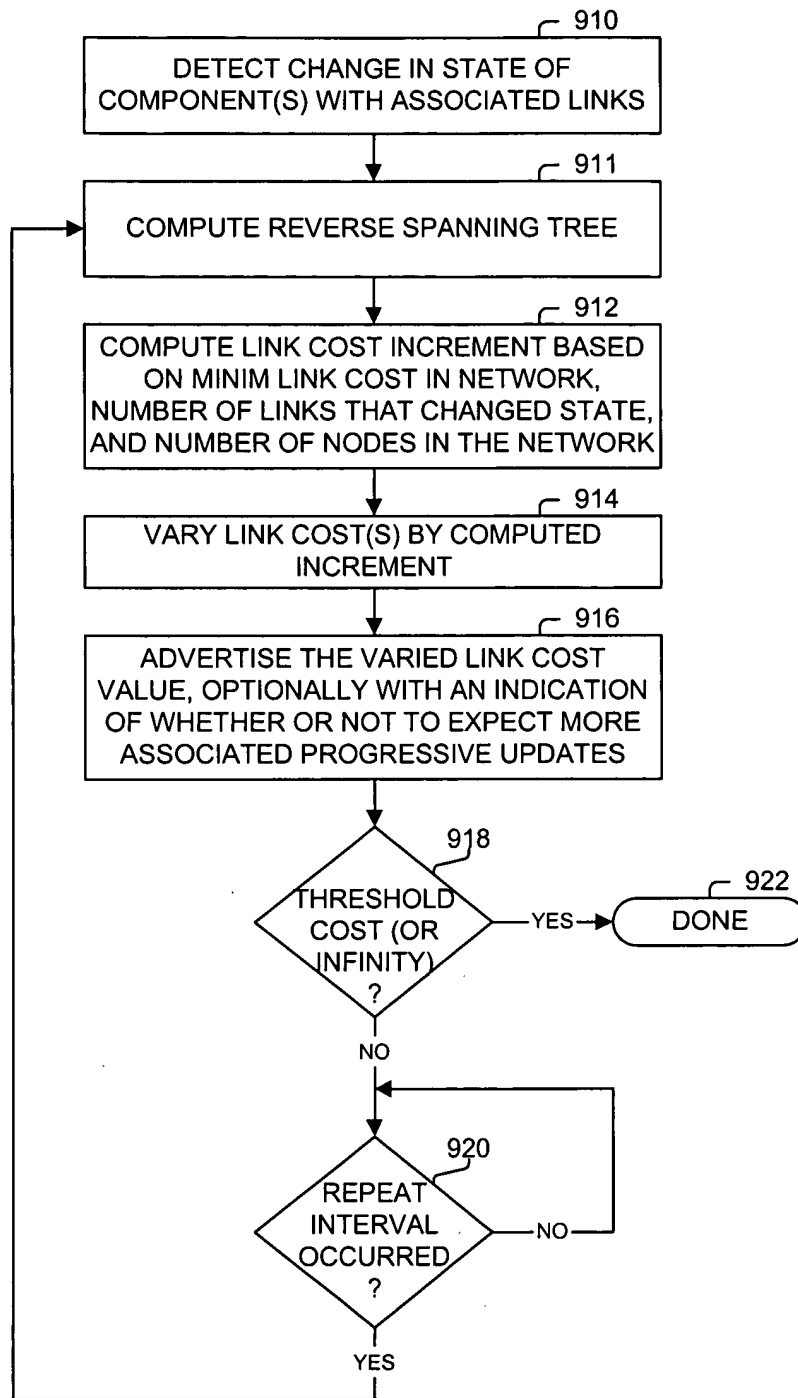 910
DETECT CHANGE IN STATE OF
COMPONENT(S) WITH ASSOCIATED LINKS
911
COMPUTE REVERSE SPANNING TREE
912
COMPUTE LINK COST INCREMENT BASED
ON MINIM LINK COST IN NETWORK,
NUMBER OF LINKS THAT CHANGED STATE,
AND NUMBER OF NODES IN THE NETWORK
914
VARY LINK COST(S) BY COMPUTED
INCREMENT
916
ADVERTISE THE VARIED LINK COST
VALUE, OPTIONALLY WITH AN INDICATION
OF WHETHER OR NOT TO EXPECT MORE
ASSOCIATED PROGRESSIVE UPDATES
918
THRESHOLD
COST (OR
INFINITY)
?
YES
922
DONE
NO
920
REPEAT
INTERVAL
OCCURRED
?
NO
YES